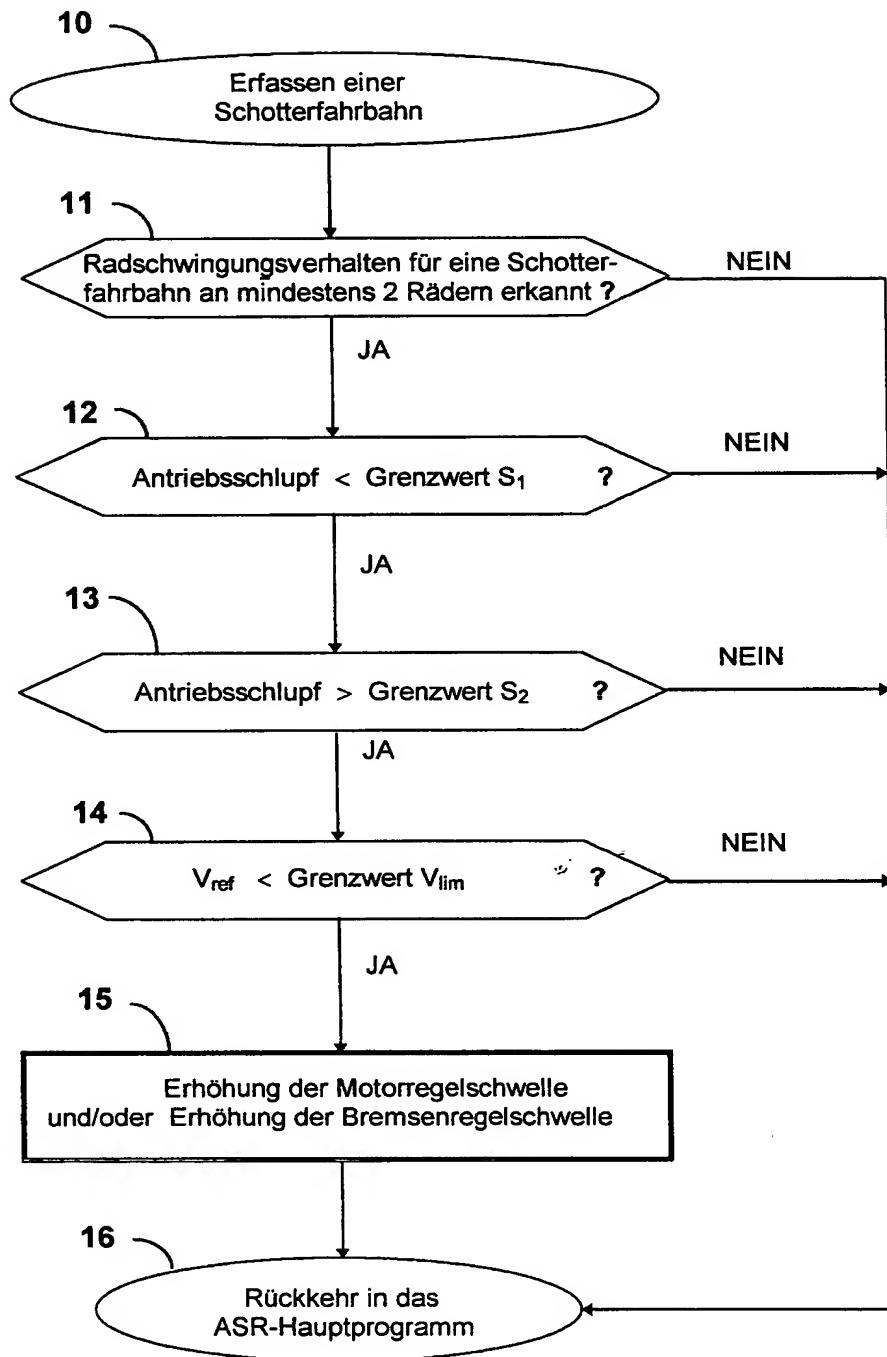 10
Erfassen einer
Schotterfahrbahn
11
Radschwingungsverhalten für eine Schotter-
fahrbahn an mindestens 2 Rädern erkannt ?
NEIN
JA
12
Antriebsschlupf < Grenzwert S₁ ?
NEIN
JA
13
Antriebsschlupf > Grenzwert S₂ ?
NEIN
JA
14
V_ref < Grenzwert V_lim ?
NEIN
JA
15
Erhöhung der Motorregelschwelle
und/oder Erhöhung der Bremsenregelschwelle
16
Rückkehr in das
ASR-Hauptprogramm